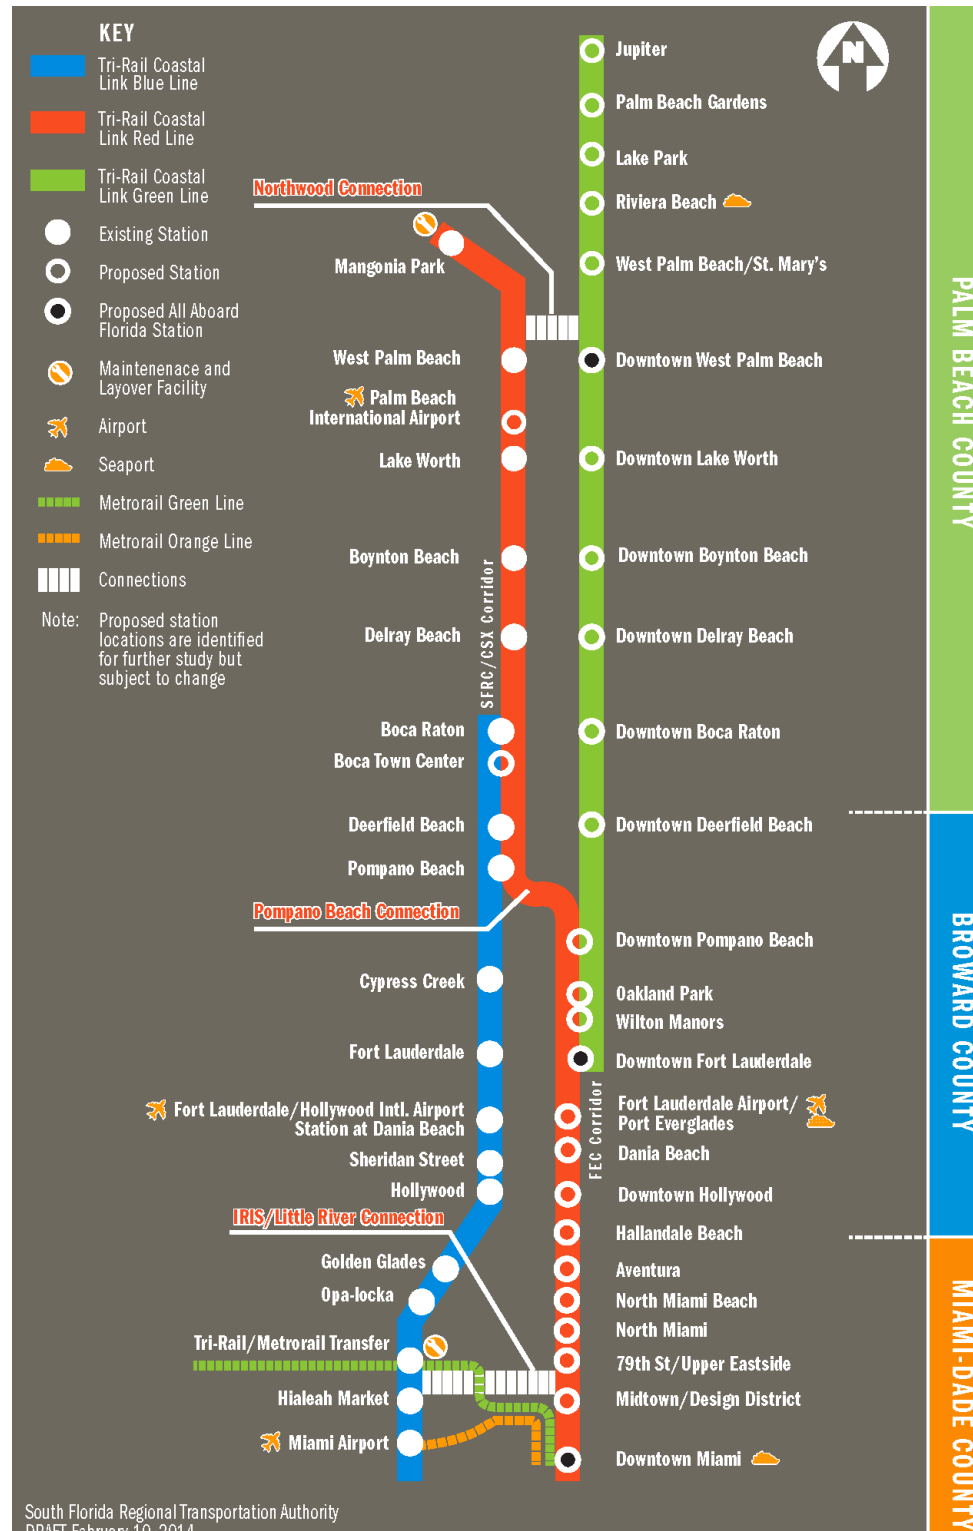 KEY
Tri-Rail Coastal
Link Blue Line
Tri-Rail Coastal
Link Red Line
Tri-Rail Coastal
Link Green Line
Existing Station
Proposed Station
Proposed All Aboard
Florida Station
Maintenenace and
Layover Facility
Airport
Seaport
Metrorail Green Line
Metrorail Orange Line
Connections
Note: Proposed station
locations are identified
for further study but
subject to change
N
Northwood Connection
Mangonia Park
West Palm Beach
Palm Beach
International Airport
Lake Worth
Boynton Beach
Delray Beach
SFRC/CSX Corridor
Boca Raton
Boca Town Center
Deerfield Beach
Pompano Beach
Pompano Beach Connection
Cypress Creek
Fort Lauderdale
Fort Lauderdale/Hollywood Intl. Airport
Station at Dania Beach
Sheridan Street
Hollywood
IRIS/Little River Connection
Golden Glades
Opa-locka
Tri-Rail/Metrorail Transfer
Hialeah Market
Miami Airport
Jupiter
Palm Beach Gardens
Lake Park
Riviera Beach
West Palm Beach/St. Mary's
Downtown West Palm Beach
Downtown Lake Worth
Downtown Boynton Beach
Downtown Delray Beach
Downtown Boca Raton
Downtown Deerfield Beach
Downtown Pompano Beach
Oakland Park
Wilton Manors
Downtown Fort Lauderdale
FEC Corridor
Fort Lauderdale Airport/
Port Everglades
Dania Beach
Downtown Hollywood
Hallandale Beach
Aventura
North Miami Beach
North Miami
79th St/Upper Eastside
Midtown/Design District
Downtown Miami
PALM BEACH COUNTY
BROWARD COUNTY
MIAMI-DADE COUNTY
South Florida Regional Transportation Authority
DRAFT February 10, 2014